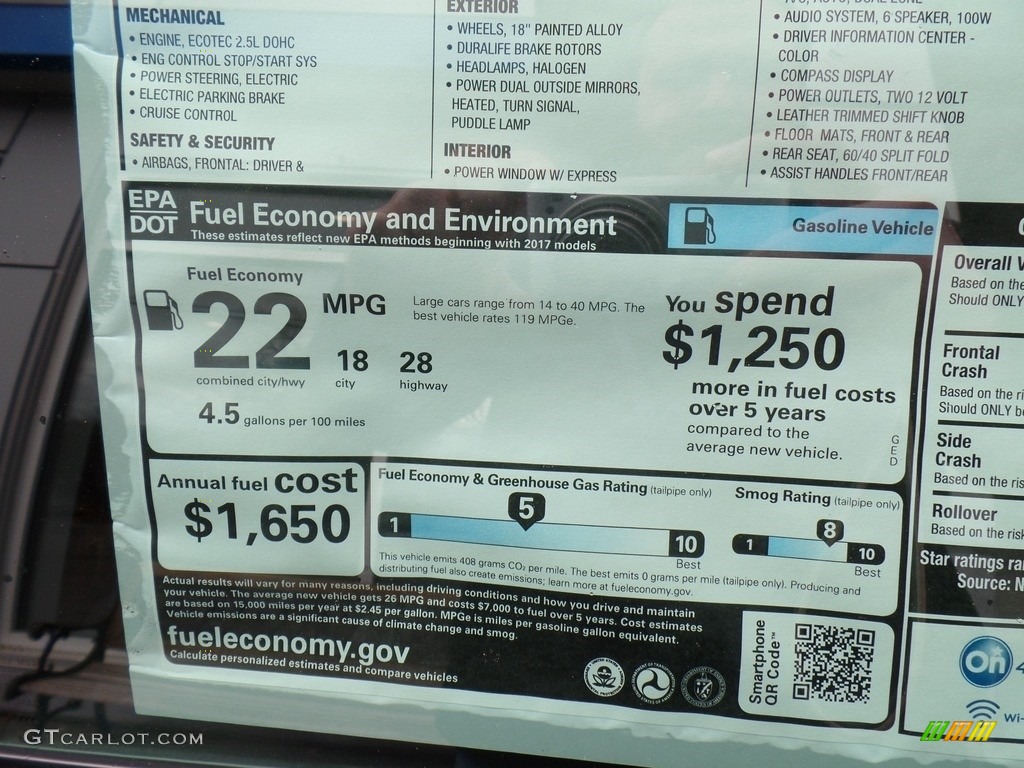 MECHANICAL
• ENGINE, ECOTEC 2.5L DOHC
• ENG CONTROL STOP/START SYS
• POWER STEERING, ELECTRIC
• ELECTRIC PARKING BRAKE
• CRUISE CONTROL
SAFETY & SECURITY
• AIRBAGS, FRONTAL: DRIVER &
EXTERIOR
• WHEELS, 18" PAINTED ALLOY
• DURALIFE BRAKE ROTORS
• HEADLAMPS, HALOGEN
• POWER DUAL OUTSIDE MIRRORS,
HEATED, TURN SIGNAL,
PUDDLE LAMP
INTERIOR
• POWER WINDOW W/ EXPRESS
• AUDIO SYSTEM, 6 SPEAKER, 100W
• DRIVER INFORMATION CENTER -
COLOR
• COMPASS DISPLAY
• POWER OUTLETS, TWO 12 VOLT
• LEATHER TRIMMED SHIFT KNOB
• FLOOR MATS, FRONT & REAR
• REAR SEAT, 60/40 SPLIT FOLD
• ASSIST HANDLES FRONT/REAR
EPA
DOT
Fuel Economy and Environment
These estimates reflect new EPA methods beginning with 2017 models
Gasoline Vehicle
Fuel Economy
22 MPG
combined city/hwy
18
city
28
highway
4.5 gallons per 100 miles
Large cars range from 14 to 40 MPG. The
best vehicle rates 119 MPGe.
You spend
$1,250
more in fuel costs
over 5 years
compared to the
average new vehicle.
G
E
D
Annual fuel cost
$1,650
Fuel Economy & Greenhouse Gas Rating (tailpipe only)
5
1
10
Best
Smog Rating (tailpipe only)
8
1
10
Best
This vehicle emits 408 grams CO₂ per mile. The best emits 0 grams per mile (tailpipe only). Producing and
distributing fuel also create emissions; learn more at fueleconomy.gov.
Actual results will vary for many reasons, including driving conditions and how you drive and maintain
your vehicle. The average new vehicle gets 26 MPG and costs $7,000 to fuel over 5 years. Cost estimates
are based on 15,000 miles per year at $2.45 per gallon. MPGe is miles per gasoline gallon equivalent.
Vehicle emissions are a significant cause of climate change and smog.
fueleconomy.gov
Calculate personalized estimates and compare vehicles
Smartphone
QR Code™
Overall
Based on the
Should ONLY
Frontal
Crash
Based on the
Should ONLY
Side
Crash
Based on the
Rollover
Based on the
Star ratings
Source:
On
4
Wi-
GTCARLOT.COM